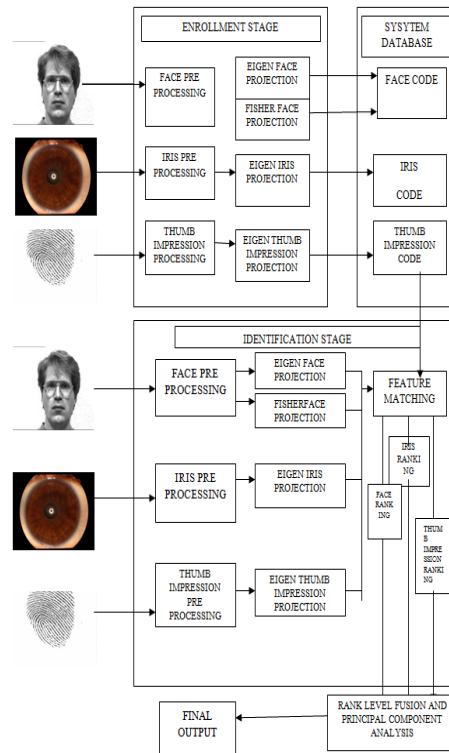 ENROLLMENT STAGE
SYSYTEM
DATABASE
FACE PRE
PROCESSING
EIGEN FACE
PROJECTION
FISHER FACE
PROJECTION
FACE CODE
IRIS PRE
PROCESSING
EIGEN IRIS
PROJECTION
IRIS
CODE
THUMB
IMPRESSION
PROCESSING
EIGEN THUMB
IMPRESSION
PROJECTION
THUMB
IMPRESSION
CODE
IDENTIFICATION STAGE
FACE PRE
PROCESSING
EIGEN FACE
PROJECTION
FISHERFACE
PROJECTION
FEATURE
MATCHING
IRIS
RANKI
NG
FACE
RANK
ING
THUM
B
IMPRE
SSION
RANKI
NG
IRIS PRE
PROCESSING
EIGEN IRIS
PROJECTION
THUMB
IMPRESSION
PRE
PROCESSING
EIGEN THUMB
IMPRESSION
PROJECTION
RANK LEVEL FUSION AND
PRINCIPAL COMPONENT
ANALYSIS
FINAL
OUTPUT